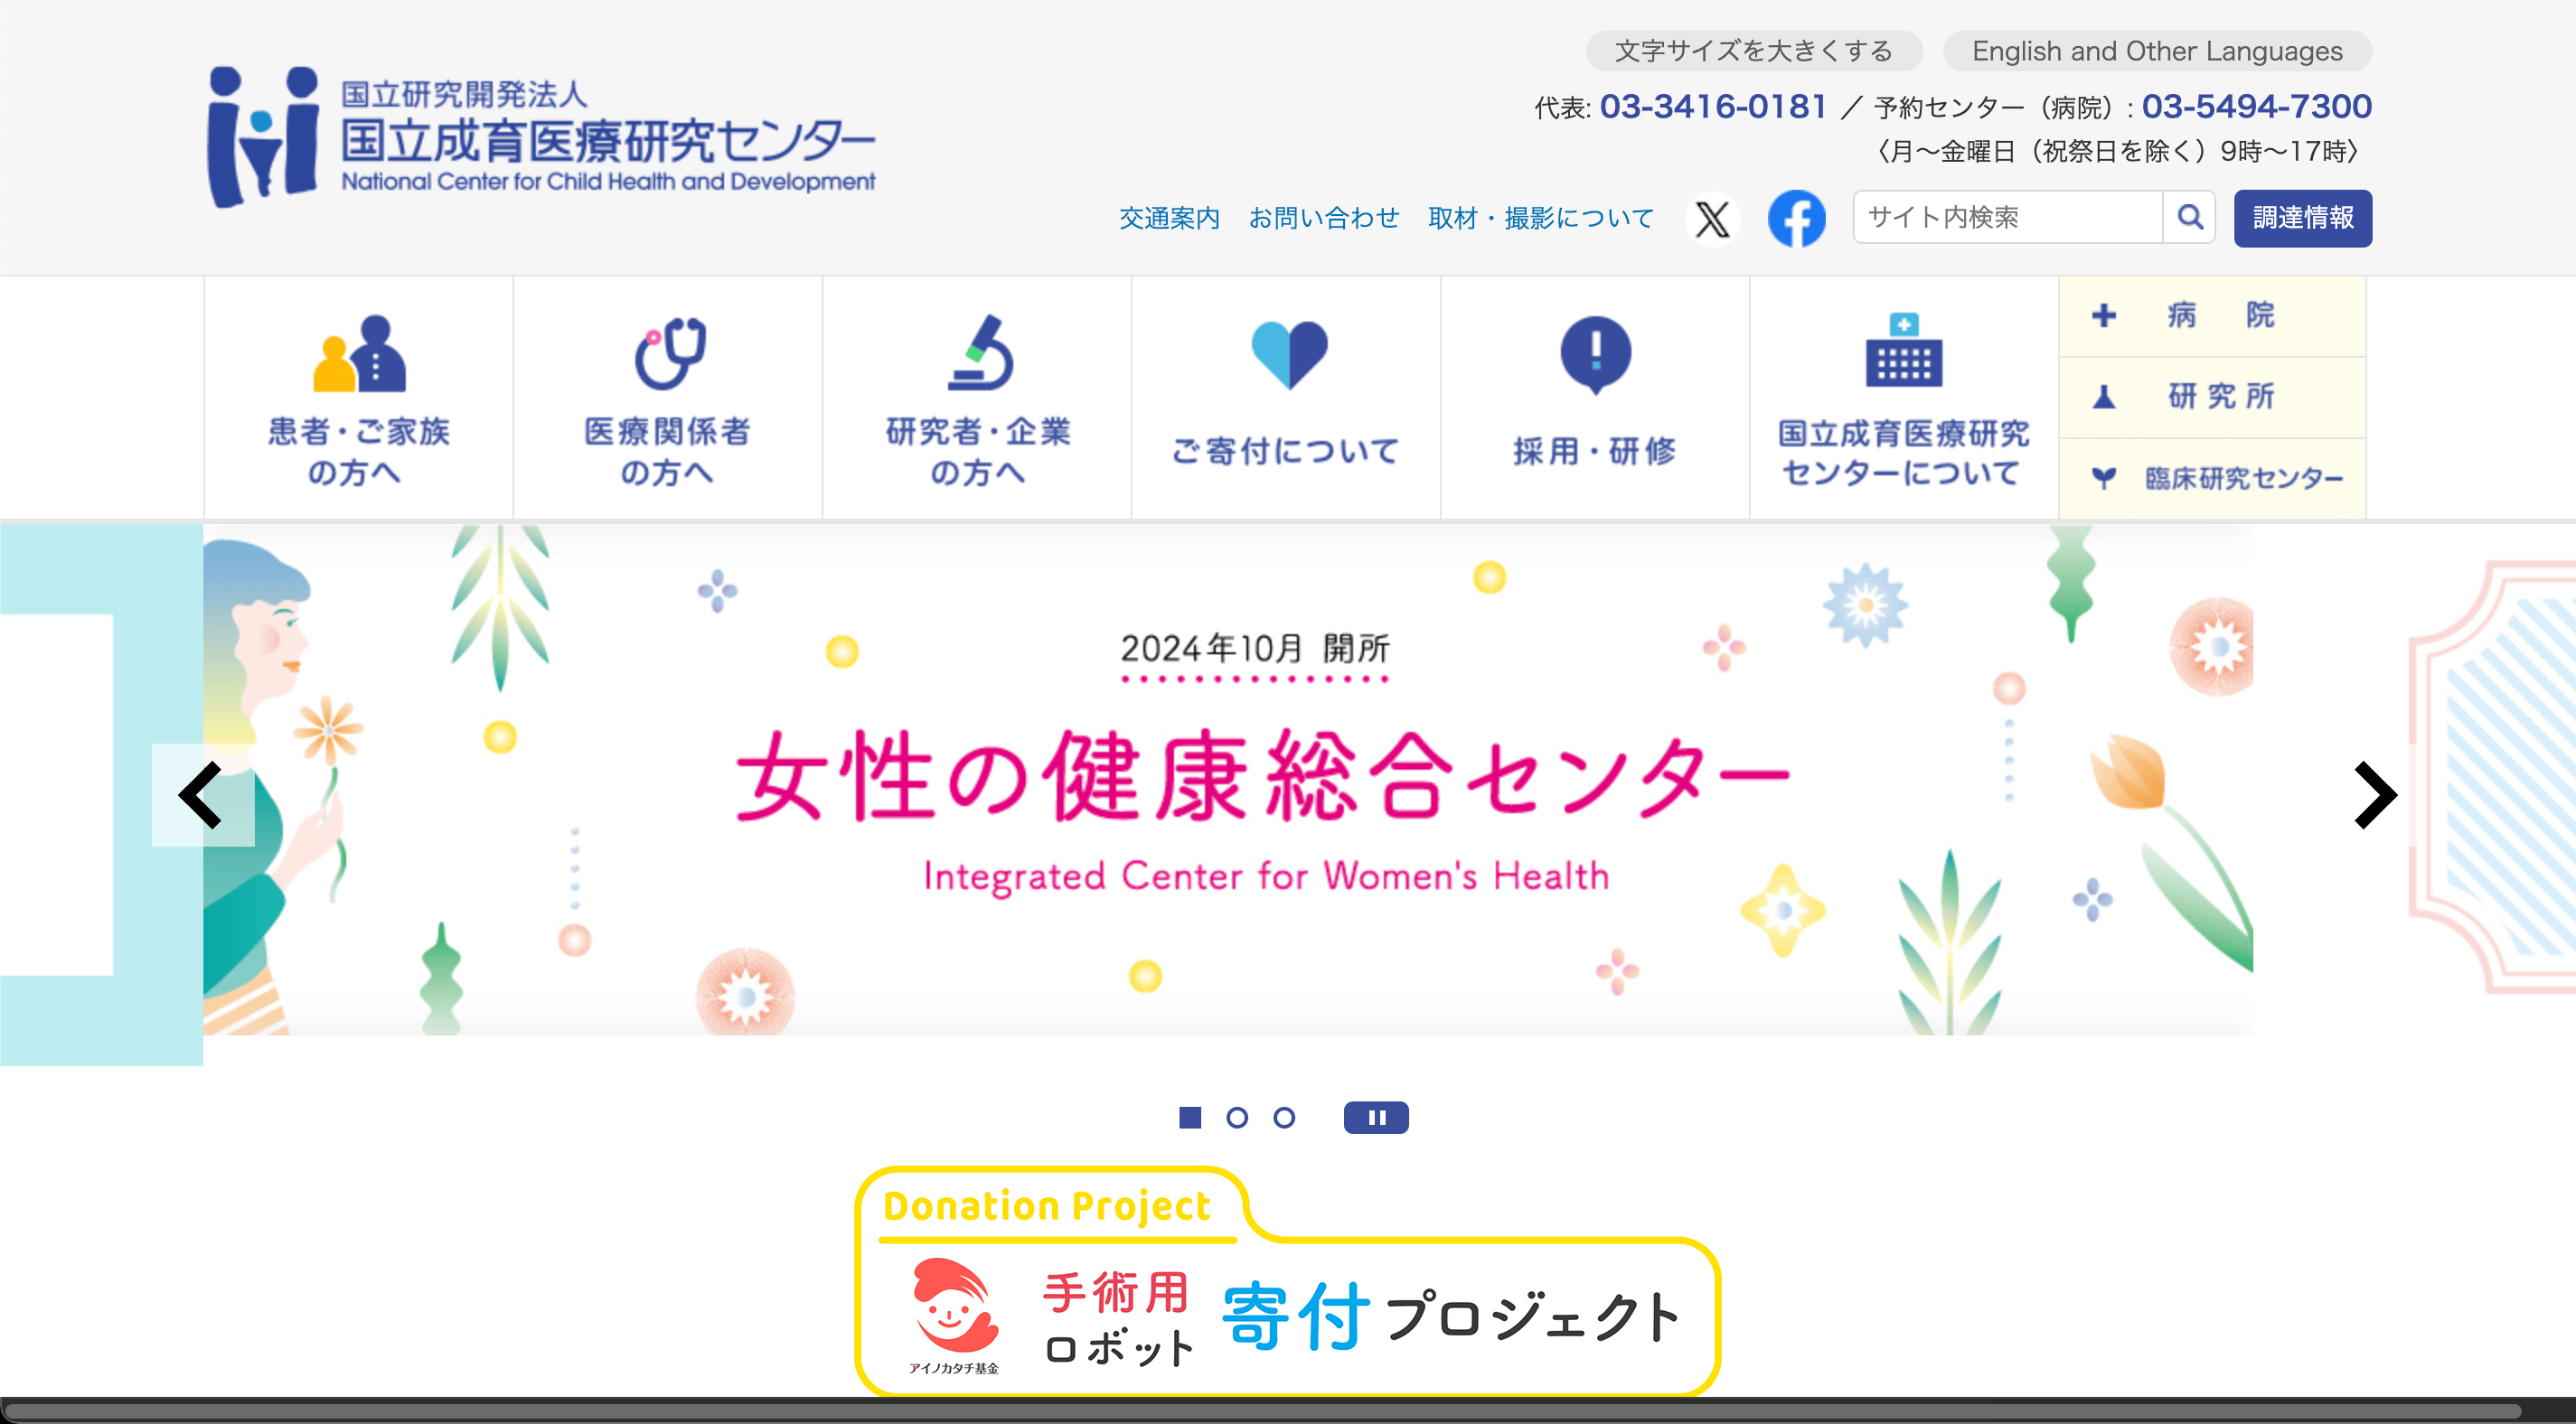 文字サイズを大きくする
English and Other Languages
国立研究開発法人
国立成育医療研究センター
National Center for Child Health and Development
代表: 03-3416-0181 ／ 予約センター（病院）: 03-5494-7300
〈月～金曜日（祝祭日を除く）9時～17時〉
交通案内
お問い合わせ
取材・撮影について
サイト内検索
調達情報
患者・ご家族
の方へ
医療関係者
の方へ
研究者・企業
の方へ
ご寄付について
採用・研修
国立成育医療研究
センターについて
病 院
研究所
臨床研究センター
2024年10月 開所
女性の健康総合センター
Integrated Center for Women's Health
Donation Project
アイノカタチ基金
手術用
ロボット
寄付プロジェクト